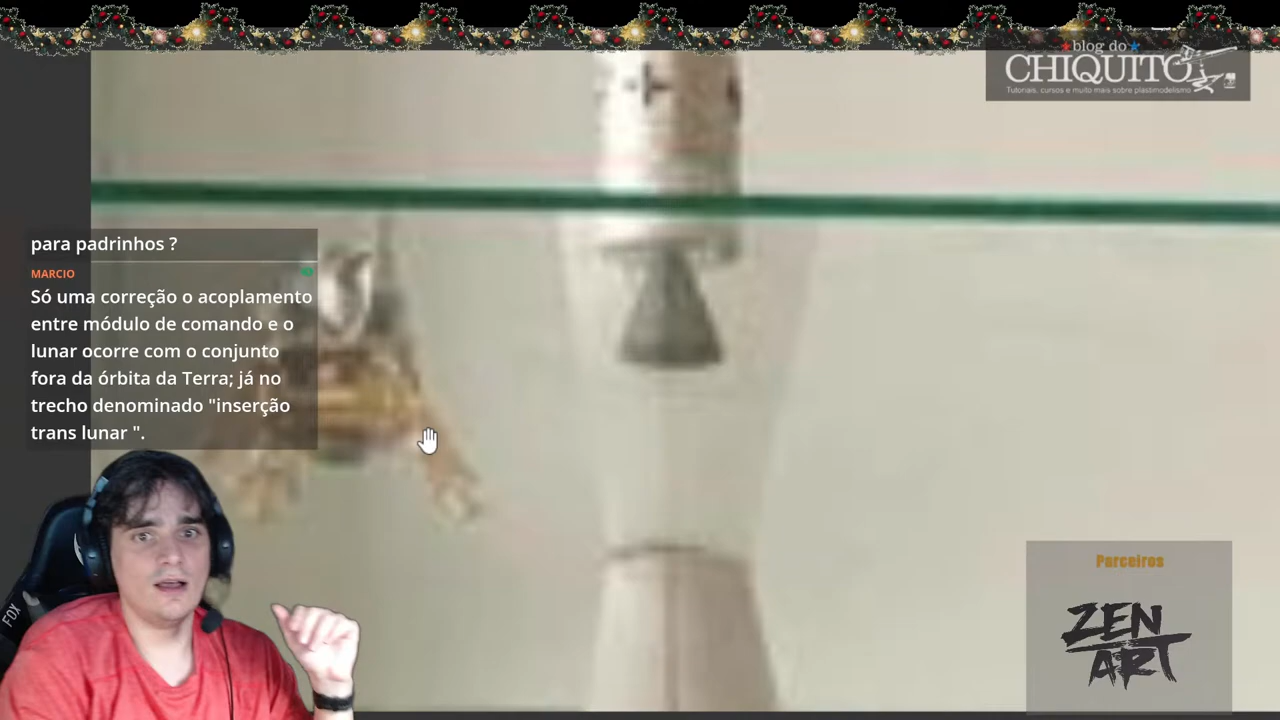 blog do
CHIQUITO
Tutoriais, cursos e muito mais sobre plastimodelismo
para padrinhos ?
MARCIO
Só uma correção o acoplamento
entre módulo de comando e o
lunar ocorre com o conjunto
fora da órbita da Terra; já no
trecho denominado "inserção
trans lunar ".
FOX
Parceiros
ZEN
ART